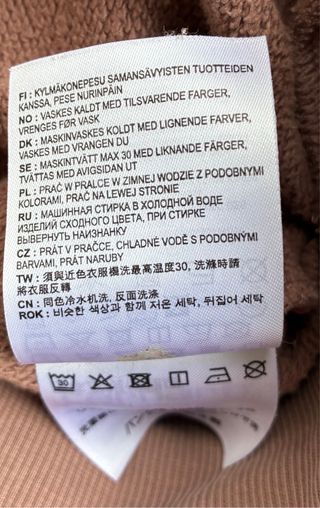 FI : KYLMÄKONEPESU SAMANSÄVYISTEN TUOTTEIDEN
KANSSA, PESE NURINPÄIN
NO : VASKES KALDT MED TILSVARENDE FARGER,
VRENGES FØR VASK
DK : MASKINVASKES KOLDT MED LIGNENDE FARVER,
VASKES MED VRANGEN DU
SE : MASKINTVÄTT MAX 30 MED LIKNANDE FÄRGER,
TVÄTTAS MED AVIGSIDAN UT
PL : PRAĆ W PRALCE W ZIMNEJ WODZIE Z PODOBNYMI
KOLORAMI, PRAĆ NA LEWEJ STRONIE
RU : МАШИННАЯ СТИРКА В ХОЛОДНОЙ ВОДЕ
ИЗДЕЛИЙ СХОДНОГО ЦВЕТА, ПРИ СТИРКЕ
ВЫВЕРНУТЬ НАИЗНАНКУ
CZ : PRÁT V PRAČCE, CHLADNÉ VODĚ S PODOBNÝMI
BARVAMI, PRÁT NARUBY
TW : 須與近色衣服機洗最高溫度30, 洗滌時請
將衣服反轉
CN : 同色冷水机洗, 反面洗涤
ROK : 비슷한 색상과 함께 저온 세탁, 뒤집어 세탁
30